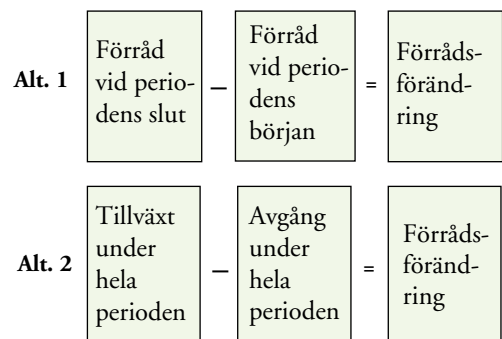 Alt. 1
Förråd
vid perio-
dens slut
–
Förråd
vid perio-
dens
början
=
Förråds-
föränd-
ring
Alt. 2
Tillväxt
under
hela
perioden
–
Avgång
under
hela
perioden
=
Förråds-
föränd-
ring